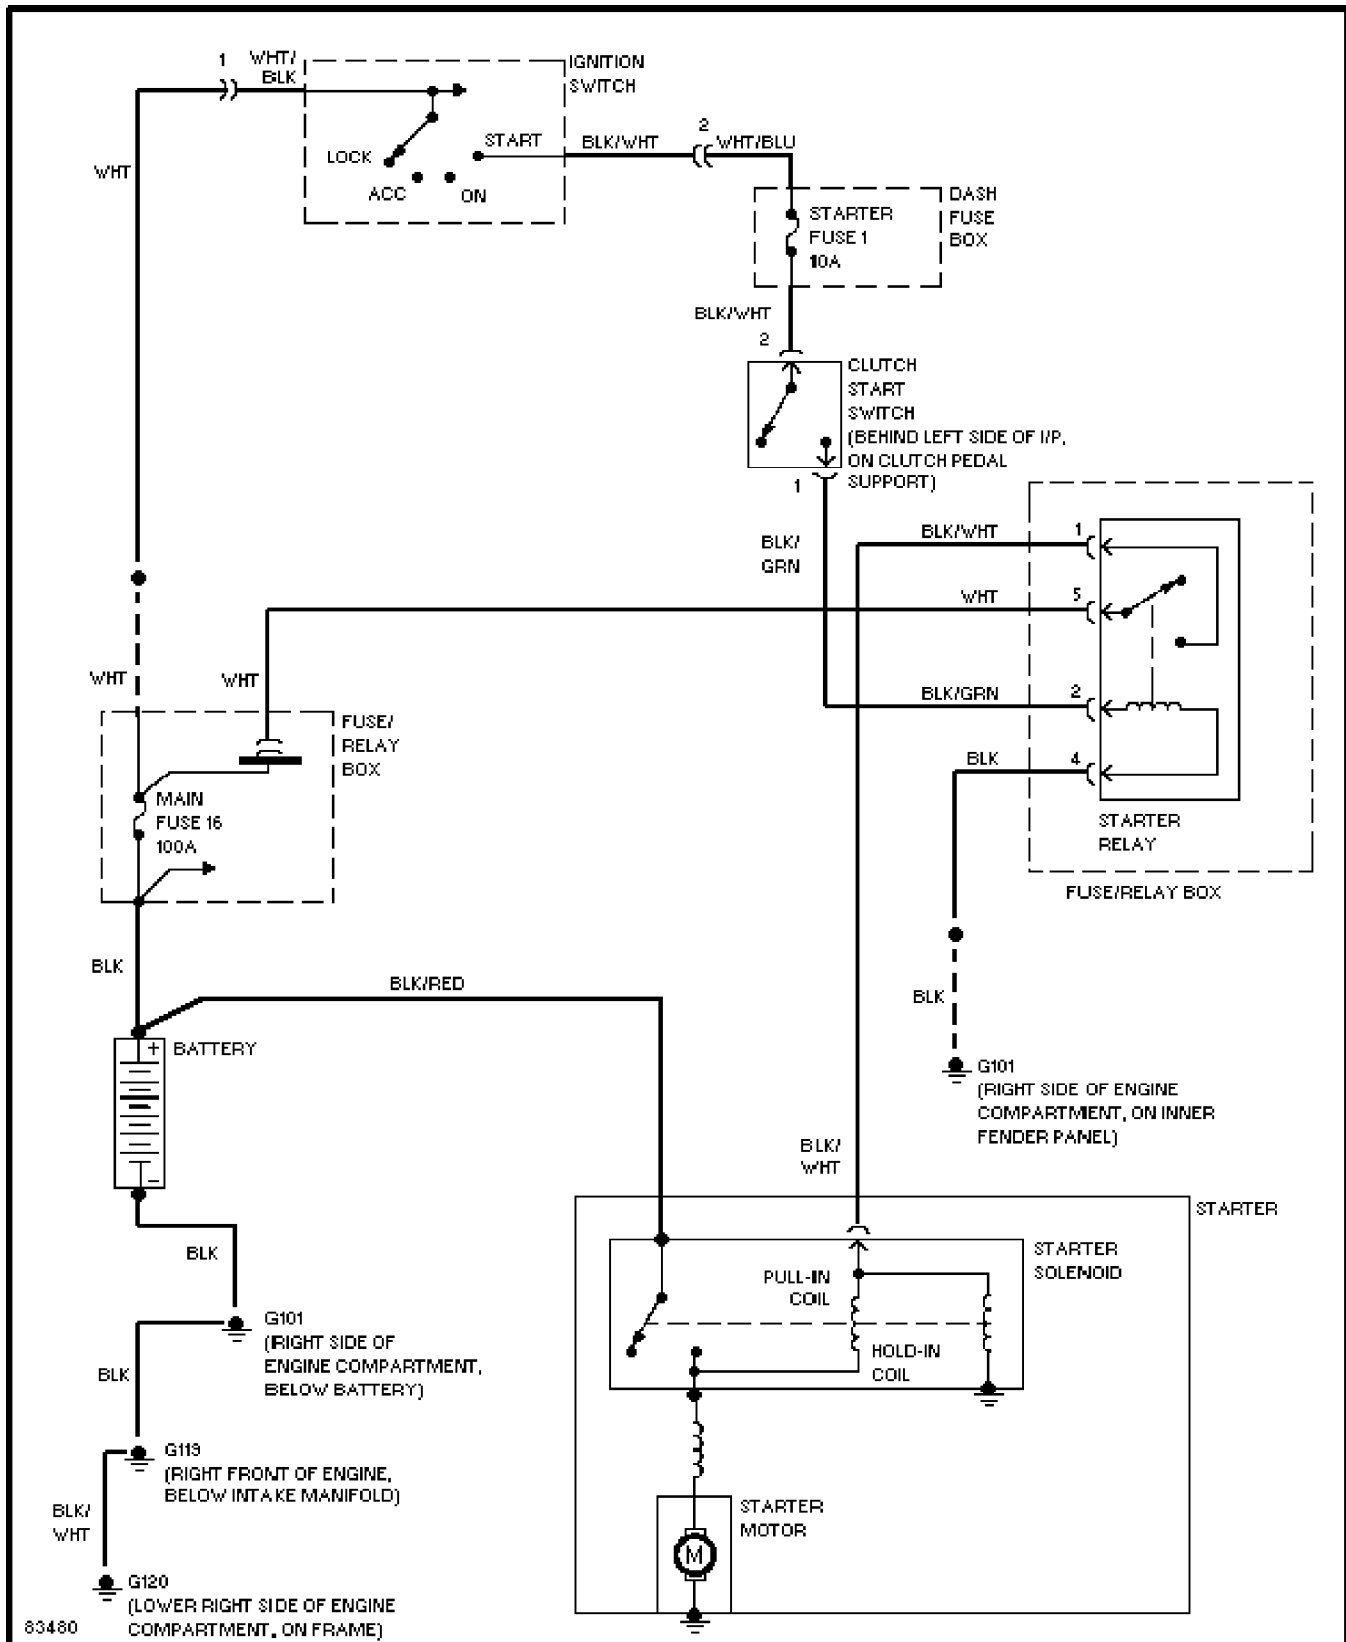 1
WHT/
BLK
IGNITION
SWITCH
WHT
LOCK
START
ACC
ON
BLK/WHT
2
WHT/BLU
STARTER
FUSE 1
10A
DASH
FUSE
BOX
BLK/WHT
2
CLUTCH
START
SWITCH
(BEHIND LEFT SIDE OF I/P,
ON CLUTCH PEDAL
SUPPORT)
1
BLK/
GRN
BLK/WHT
1
WHT
5
BLK/GRN
2
BLK
4
STARTER
RELAY
FUSE/RELAY BOX
WHT
WHT
FUSE/
RELAY
BOX
MAIN
FUSE 16
100A
BLK
BLK/RED
BLK
G101
(RIGHT SIDE OF ENGINE
COMPARTMENT, ON INNER
FENDER PANEL)
+
BATTERY
-
BLK/
WHT
STARTER
BLK
STARTER
SOLENOID
PULL-IN
COIL
HOLD-IN
COIL
G101
(RIGHT SIDE OF
ENGINE COMPARTMENT,
BELOW BATTERY)
BLK
G119
(RIGHT FRONT OF ENGINE,
BELOW INTAKE MANIFOLD)
BLK/
WHT
STARTER
MOTOR
M
G120
(LOWER RIGHT SIDE OF ENGINE
COMPARTMENT, ON FRAME)
83480